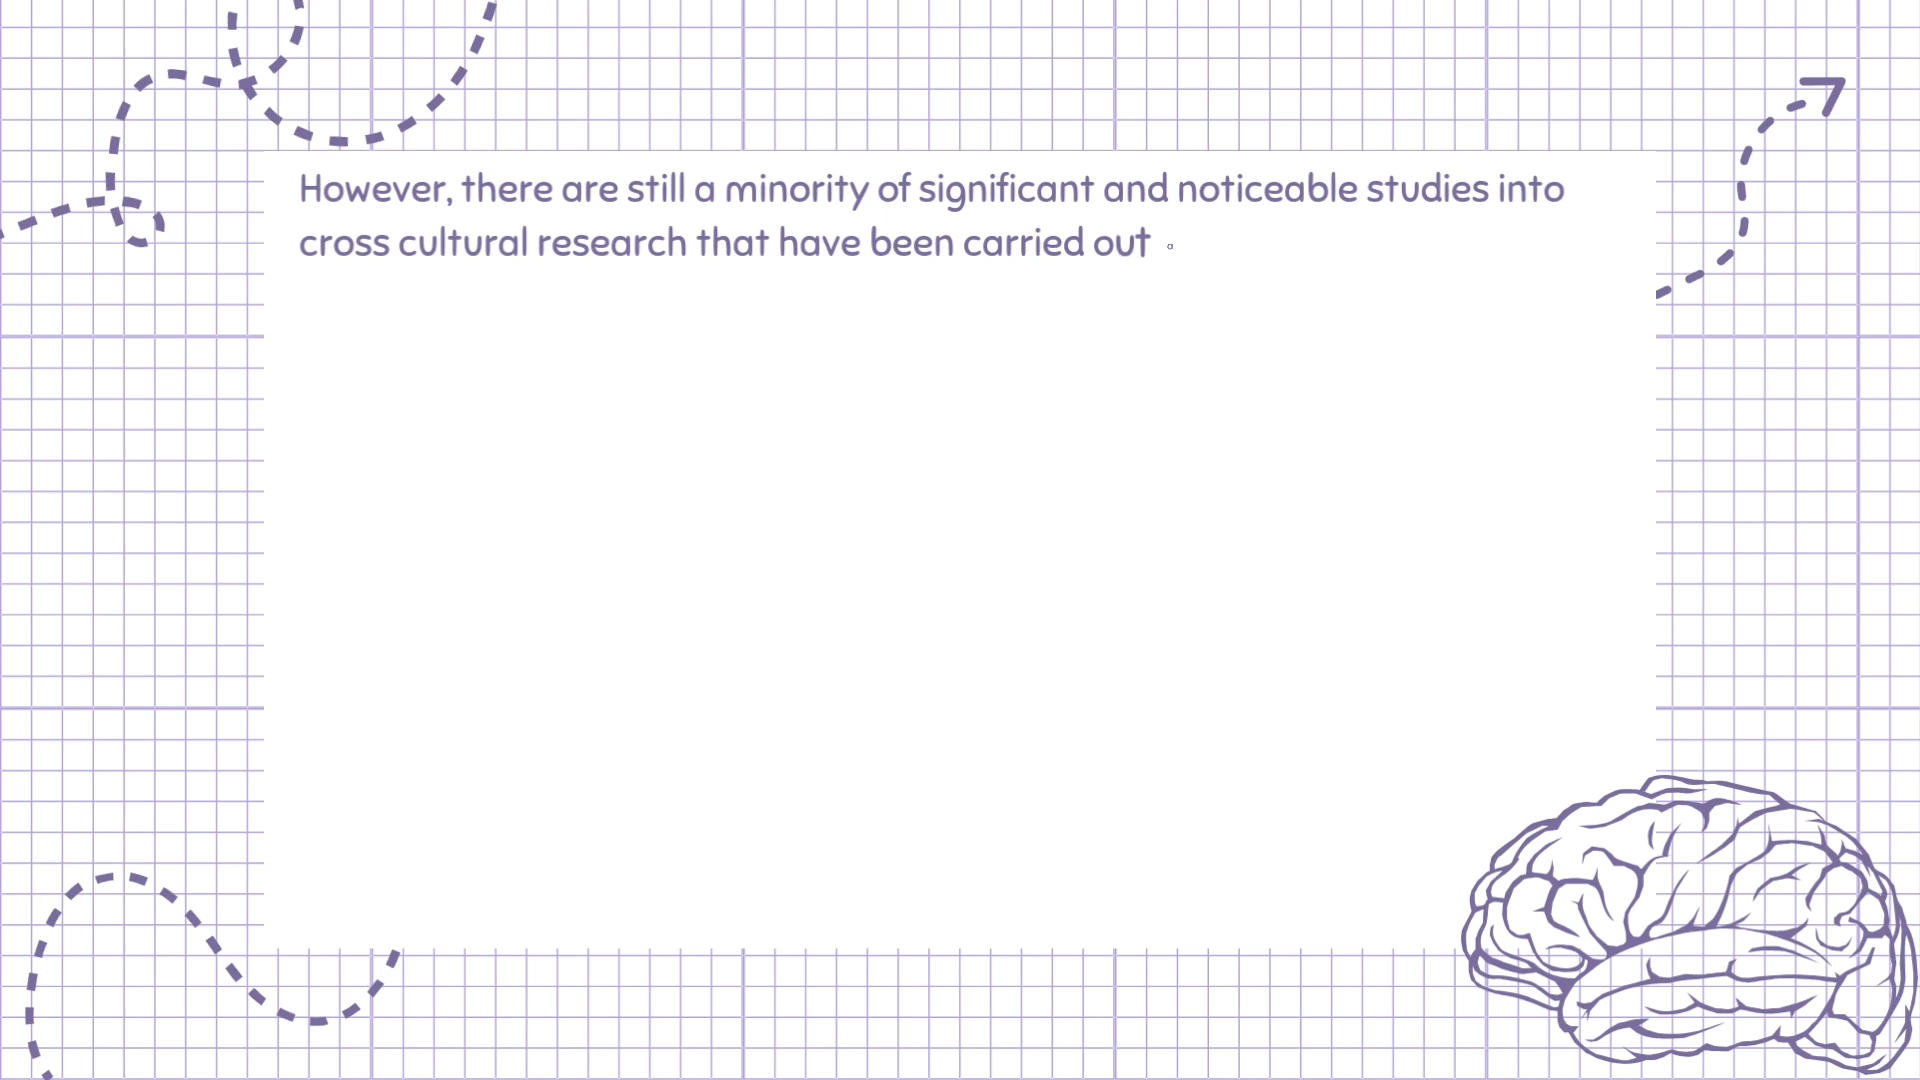 However, there are still a minority of significant and noticeable studies into
cross cultural research that have been carried out